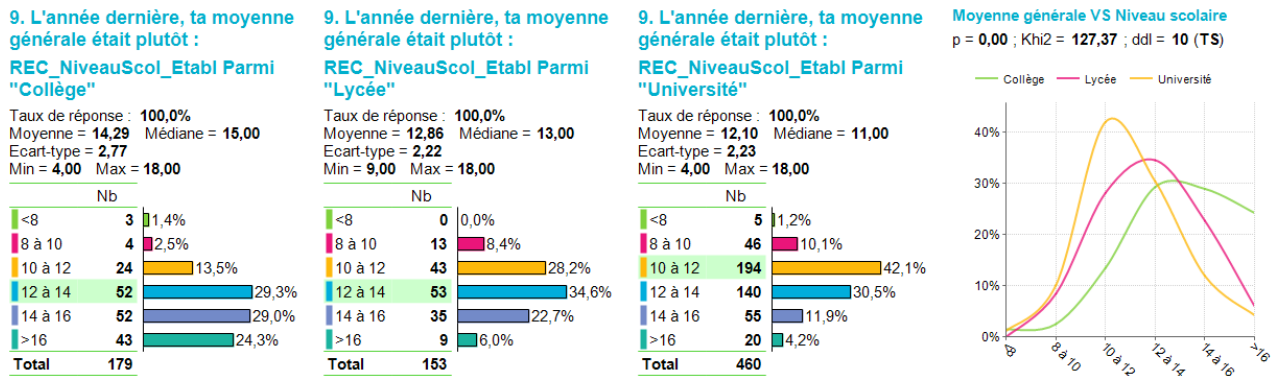 9. L'année dernière, ta moyenne
générale était plutôt :
REC_NiveauScol_Etabl Parmi
"Collège"
Taux de réponse : 100,0%
Moyenne = 14,29 Médiane = 15,00
Ecart-type = 2,77
Min = 4,00 Max = 18,00
Nb
<8 3 1,4%
8 à 10 4 2,5%
10 à 12 24 13,5%
12 à 14 52 29,3%
14 à 16 52 29,0%
>16 43 24,3%
Total 179
9. L'année dernière, ta moyenne
générale était plutôt :
REC_NiveauScol_Etabl Parmi
"Lycée"
Taux de réponse : 100,0%
Moyenne = 12,86 Médiane = 13,00
Ecart-type = 2,22
Min = 9,00 Max = 18,00
Nb
<8 0 0,0%
8 à 10 13 8,4%
10 à 12 43 28,2%
12 à 14 53 34,6%
14 à 16 35 22,7%
>16 9 6,0%
Total 153
9. L'année dernière, ta moyenne
générale était plutôt :
REC_NiveauScol_Etabl Parmi
"Université"
Taux de réponse : 100,0%
Moyenne = 12,10 Médiane = 11,00
Ecart-type = 2,23
Min = 4,00 Max = 18,00
Nb
<8 5 1,2%
8 à 10 46 10,1%
10 à 12 194 42,1%
12 à 14 140 30,5%
14 à 16 55 11,9%
>16 20 4,2%
Total 460
Moyenne générale VS Niveau scolaire
p = 0,00 ; Khi2 = 127,37 ; ddl = 10 (TS)
Collège Lycée Université
40%
30%
20%
10%
0%
<8 8 à 10 10 à 12 12 à 14 14 à 16 >16